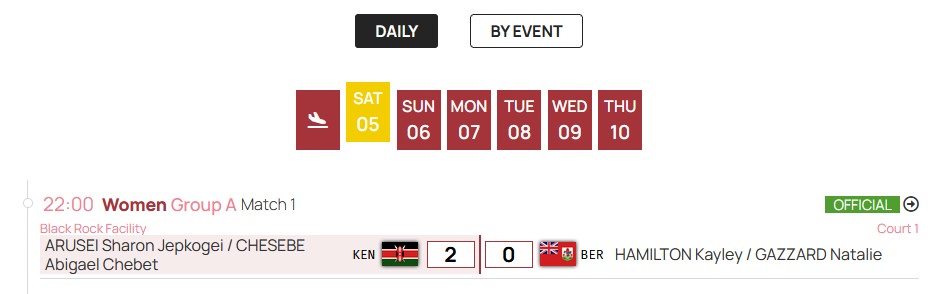 DAILY BY EVENT
SAT SUN MON TUE WED THU
05 06 07 08 09 10
22:00 Women Group A Match 1 OFFICIAL
Black Rock Facility Court 1
ARUSEI Sharon Jepkogei / CHESEBE
Abigael Chebet
KEN 2 0 BER HAMILTON Kayley / GAZZARD Natalie